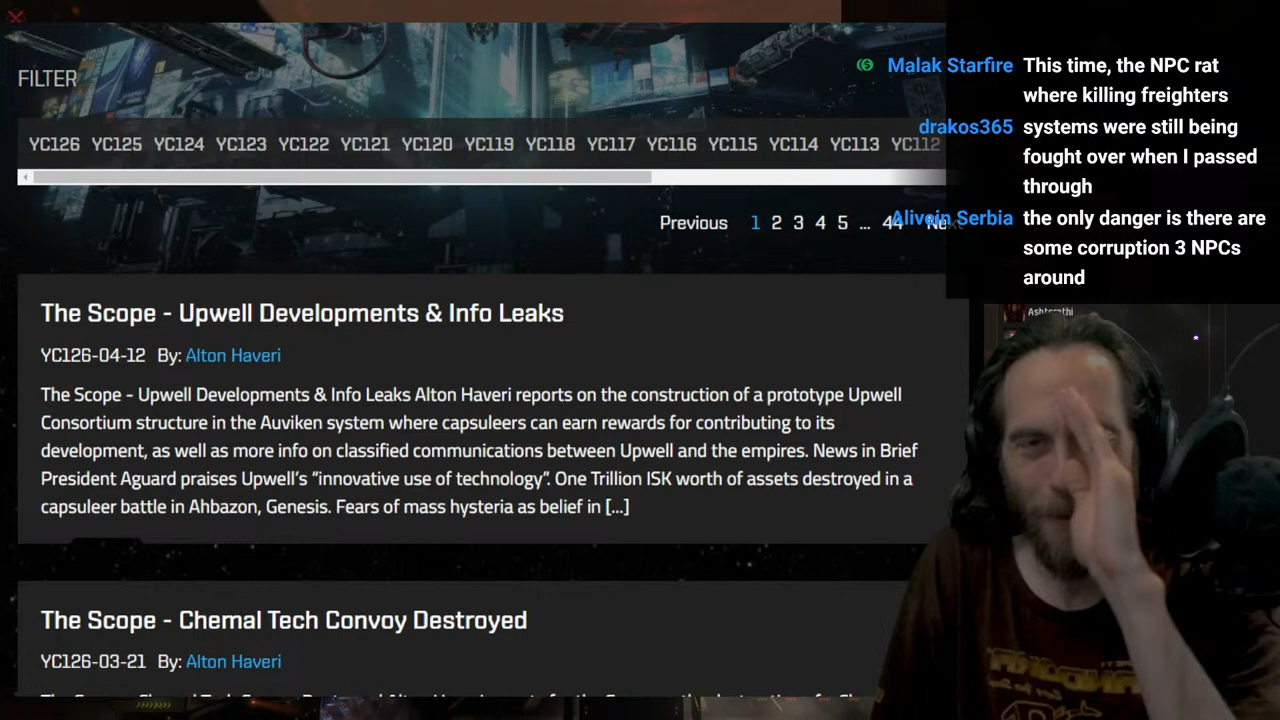 FILTER
YC126 YC125 YC124 YC123 YC122 YC121 YC120 YC119 YC118 YC117 YC116 YC115 YC114 YC113 YC112
Previous 1 2 3 4 5 ... 44
The Scope - Upwell Developments & Info Leaks
YC126-04-12 By: Alton Haveri
The Scope - Upwell Developments & Info Leaks Alton Haveri reports on the construction of a prototype Upwell
Consortium structure in the Auviken system where capsuleers can earn rewards for contributing to its
development, as well as more info on classified communications between Upwell and the empires. News in Brief
President Aguard praises Upwell's “innovative use of technology”. One Trillion ISK worth of assets destroyed in a
capsuleer battle in Ahbazon, Genesis. Fears of mass hysteria as belief in [...]
The Scope - Chemal Tech Convoy Destroyed
YC126-03-21 By: Alton Haveri
Malak Starfire This time, the NPC rat
where killing freighters
drakos365 systems were still being
fought over when I passed
through
Alivein Serbia the only danger is there are
some corruption 3 NPCs
around